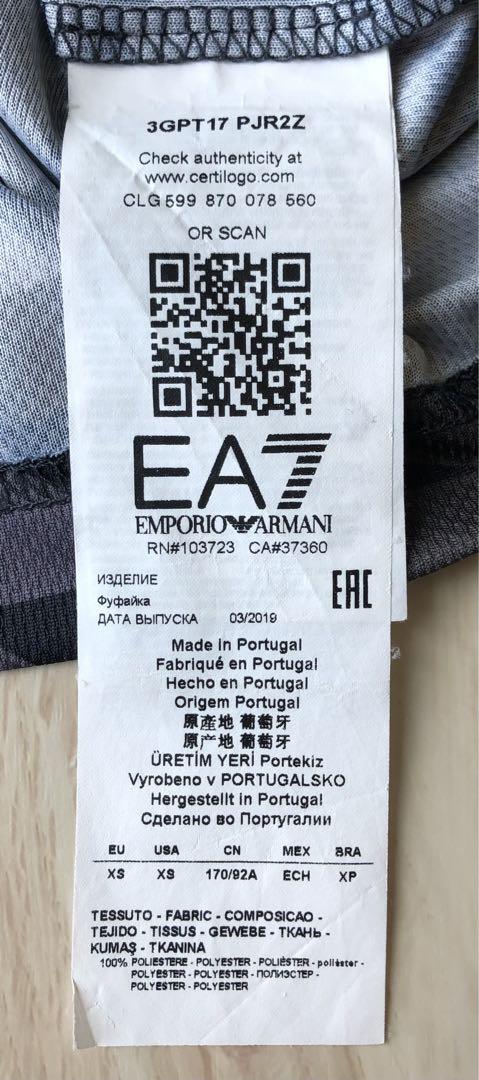 3GPT17 PJR2Z
Check authenticity at
www.certilogo.com
CLG 599 870 078 560
OR SCAN
EA7
EMPORIO ARMANI
RN#103723 CA#37360
ИЗДЕЛИЕ
Фуфайка
ДАТА ВЫПУСКА 03/2019
EAC
Made in Portugal
Fabriqué en Portugal
Hecho en Portugal
Origem Portugal
原產地 葡萄牙
原产地 葡萄牙
ÜRETİM YERİ Portekiz
Vyrobeno v PORTUGALSKO
Hergestellt in Portugal
Сделано во Португалии
EU USA CN MEX BRA
XS XS 170/92A ECH XP
TESSUTO - FABRIC - COMPOSICAO -
TEJIDO - TISSUS - GEWEBE - ТКАНЬ -
KUMAŞ - TKANINA
100% POLIESTERE - POLYESTER - POLIÈSTER - poliéster -
POLYESTER - POLYESTER - ПОЛИЭСТЕР -
POLYESTER - POLYESTER